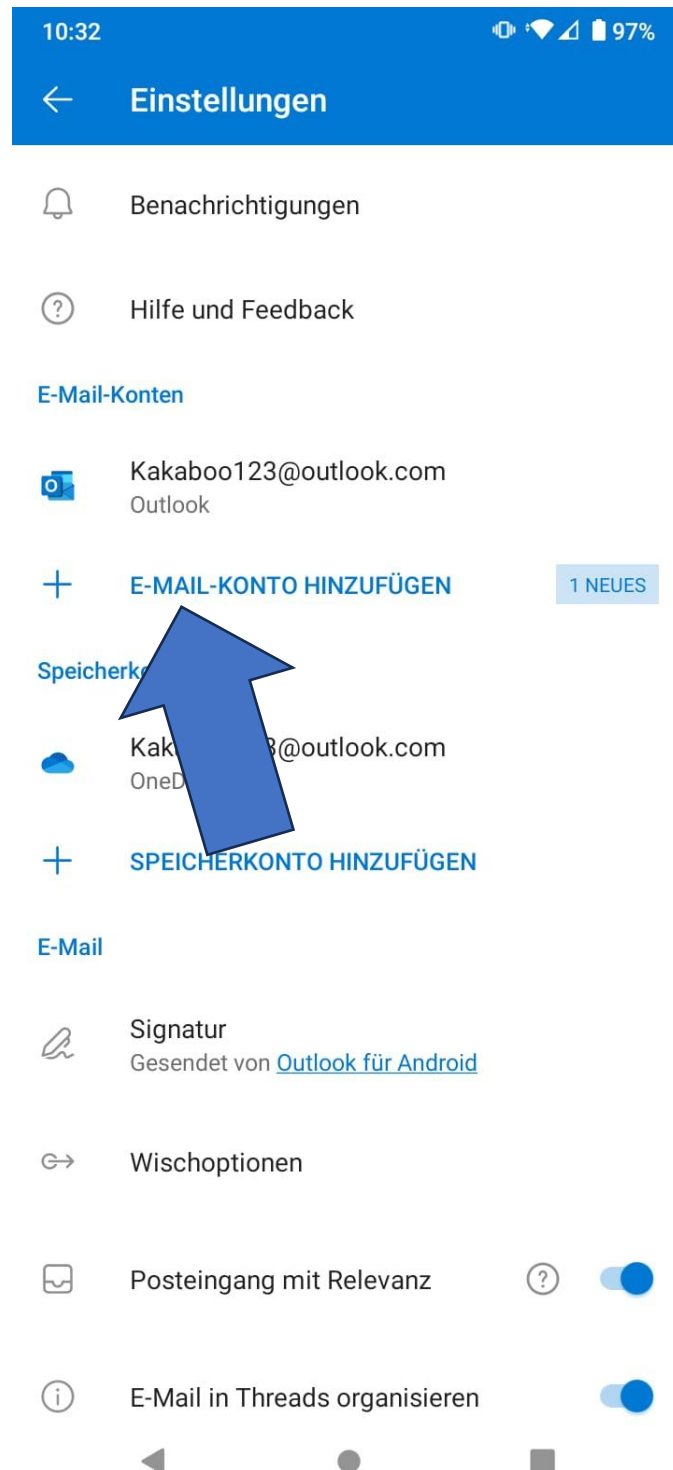 10:32
97%
Einstellungen
Benachrichtigungen
Hilfe und Feedback
E-Mail-Konten
Kakaboo123@outlook.com
Outlook
E-MAIL-KONTO HINZUFÜGEN
1 NEUES
@outlook.com
SPEICHERKONTO HINZUFÜGEN
E-Mail
Signatur
Gesendet von Outlook für Android
Wischoptionen
Posteingang mit Relevanz
E-Mail in Threads organisieren